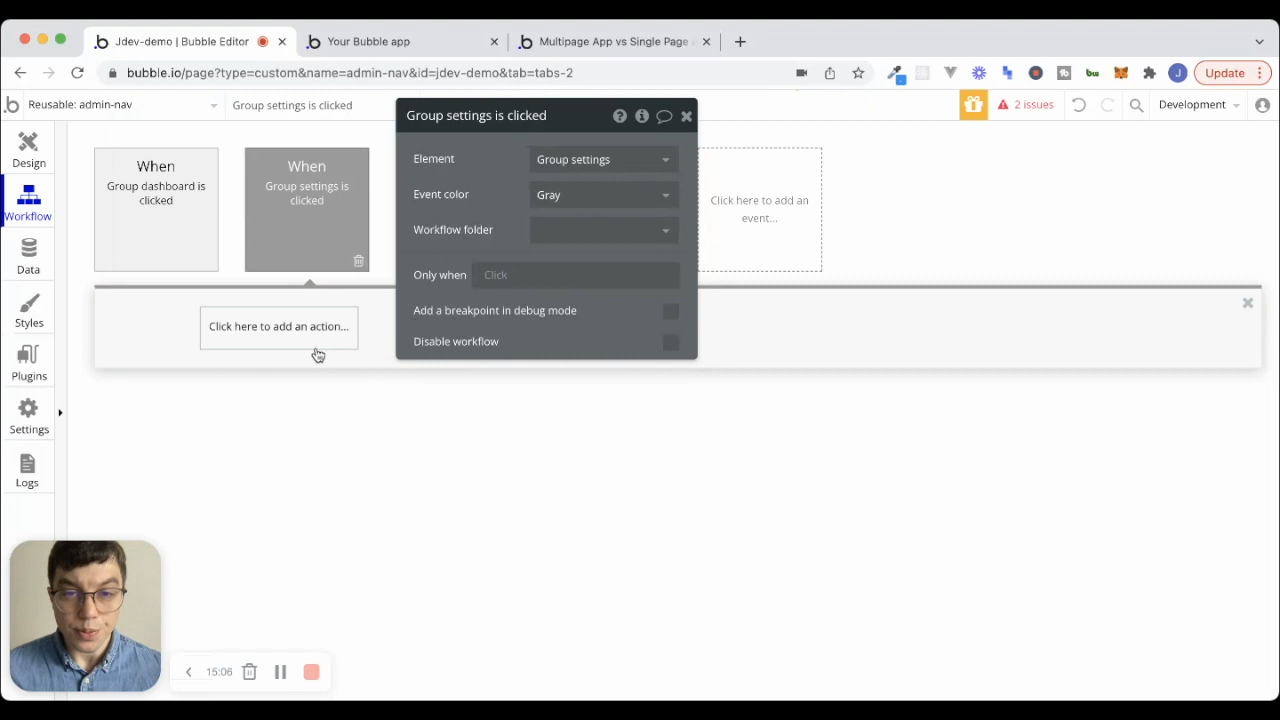 Jdev-demo | Bubble Editor
Your Bubble app
Multipage App vs Single Page A
bubble.io/page?type=custom&name=admin-nav&id=jdev-demo&tab=tabs-2
bw
J
Update
Reusable: admin-nav
Group settings is clicked
2 issues
Development
Design
Workflow
Data
Styles
Plugins
Settings
Logs
When
Group dashboard is
clicked
When
Group settings is
clicked
Group settings is clicked
Element
Group settings
Event color
Gray
Workflow folder
Only when
Click
Add a breakpoint in debug mode
Disable workflow
Click here to add an
event...
Click here to add an action...
15:06